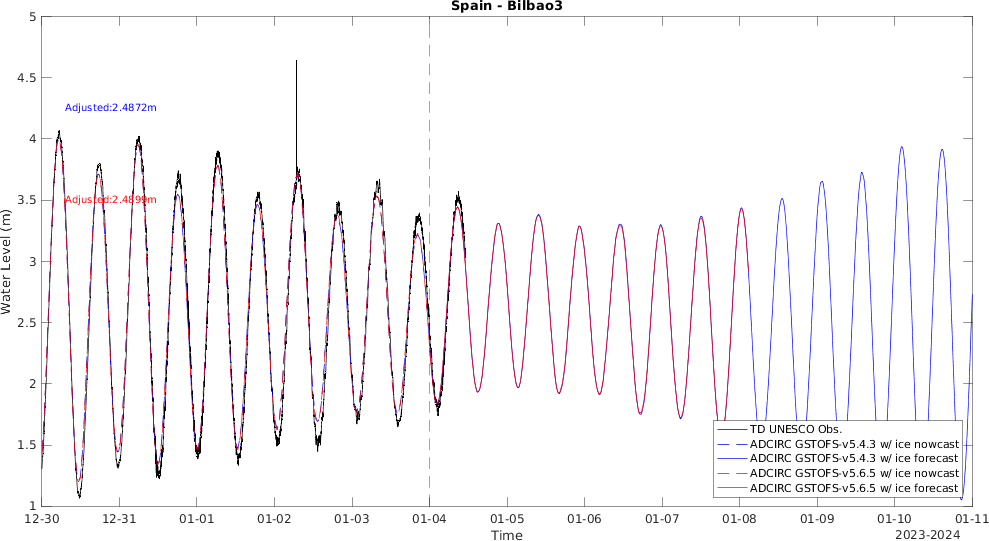 Spain - Bilbao3
Water Level (m)
5
4.5
4
3.5
3
2.5
2
1.5
1
Adjusted:2.4872m
Adjusted:2.4899m
TD UNESCO Obs.
ADCIRC GSTOFS-v5.4.3 w/ ice nowcast
ADCIRC GSTOFS-v5.4.3 w/ ice forecast
ADCIRC GSTOFS-v5.6.5 w/ ice nowcast
ADCIRC GSTOFS-v5.6.5 w/ ice forecast
12-30 12-31 01-01 01-02 01-03 01-04 01-05 01-06 01-07 01-08 01-09 01-10 01-11
Time
2023-2024